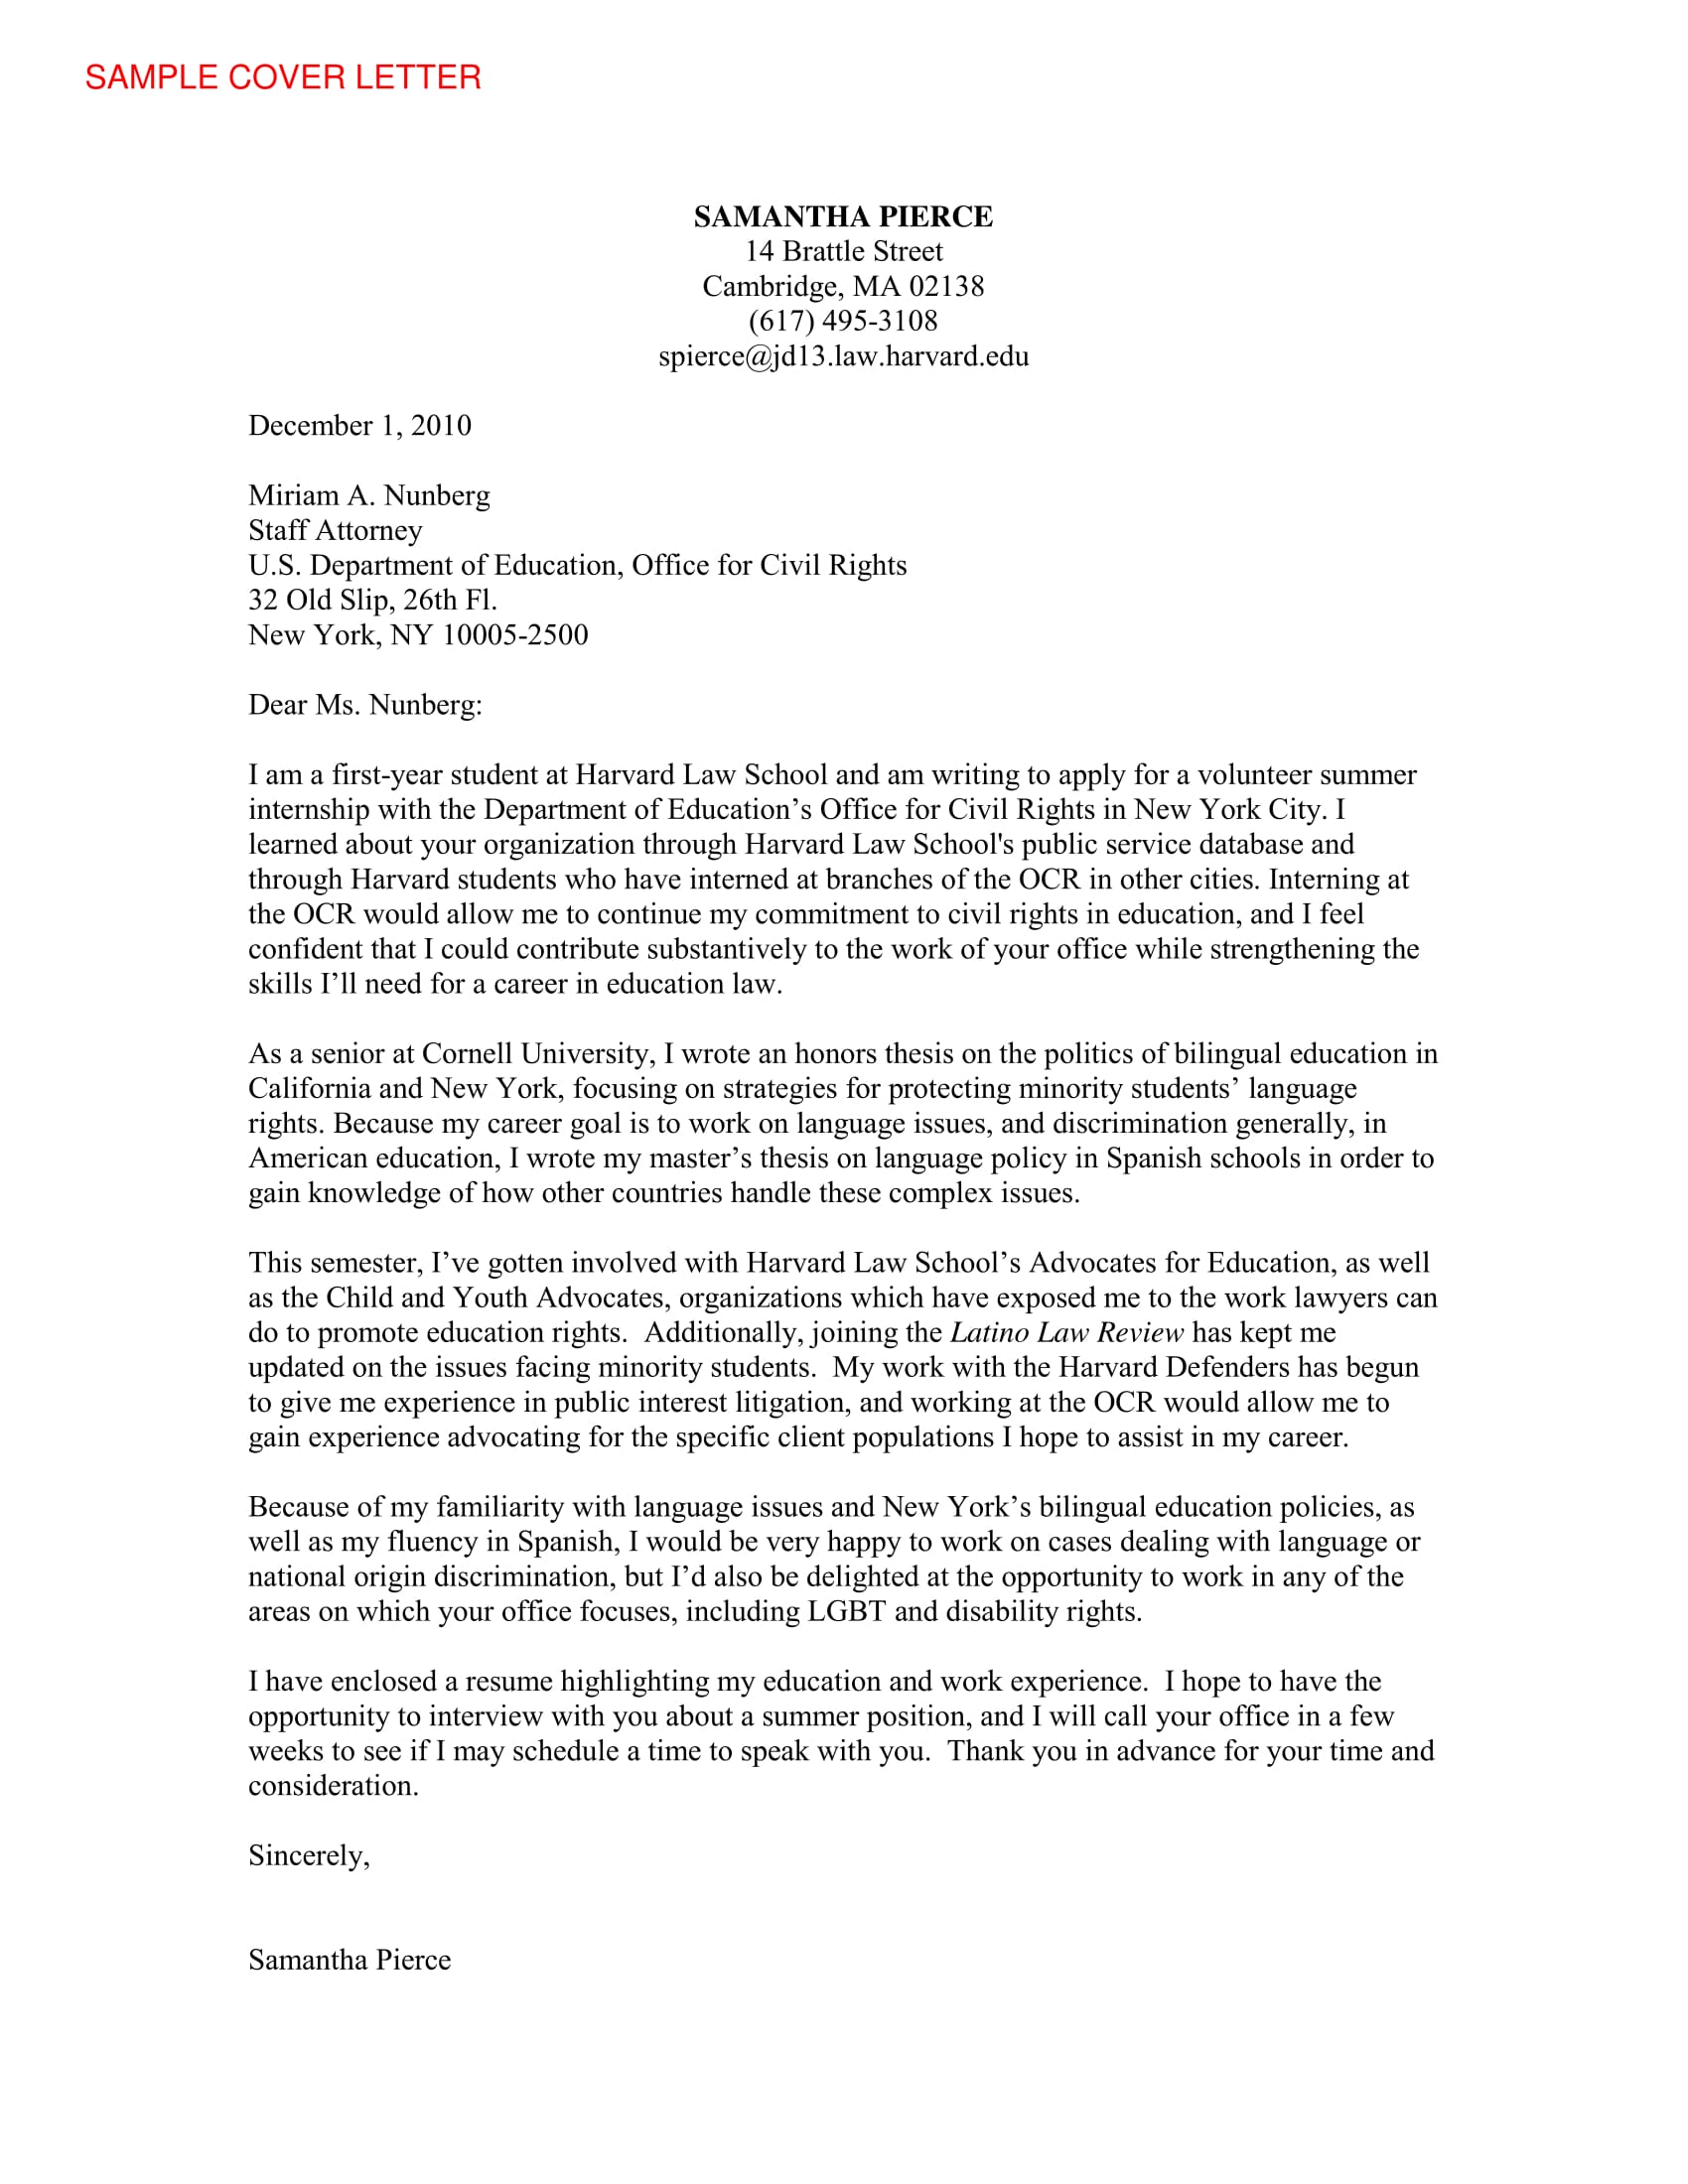 SAMPLE COVER LETTER
SAMANTHA PIERCE
14 Brattle Street
Cambridge, MA 02138
(617) 495-3108
spierce@jd13.law.harvard.edu
December 1, 2010
Miriam A. Nunberg
Staff Attorney
U.S. Department of Education, Office for Civil Rights
32 Old Slip, 26th Fl.
New York, NY 10005-2500
Dear Ms. Nunberg:
I am a first-year student at Harvard Law School and am writing to apply for a volunteer summer
internship with the Department of Education’s Office for Civil Rights in New York City. I
learned about your organization through Harvard Law School's public service database and
through Harvard students who have interned at branches of the OCR in other cities. Interning at
the OCR would allow me to continue my commitment to civil rights in education, and I feel
confident that I could contribute substantively to the work of your office while strengthening the
skills I’ll need for a career in education law.
As a senior at Cornell University, I wrote an honors thesis on the politics of bilingual education in
California and New York, focusing on strategies for protecting minority students’ language
rights. Because my career goal is to work on language issues, and discrimination generally, in
American education, I wrote my master’s thesis on language policy in Spanish schools in order to
gain knowledge of how other countries handle these complex issues.
This semester, I’ve gotten involved with Harvard Law School’s Advocates for Education, as well
as the Child and Youth Advocates, organizations which have exposed me to the work lawyers can
do to promote education rights.  Additionally, joining the Latino Law Review has kept me
updated on the issues facing minority students.  My work with the Harvard Defenders has begun
to give me experience in public interest litigation, and working at the OCR would allow me to
gain experience advocating for the specific client populations I hope to assist in my career.
Because of my familiarity with language issues and New York’s bilingual education policies, as
well as my fluency in Spanish, I would be very happy to work on cases dealing with language or
national origin discrimination, but I’d also be delighted at the opportunity to work in any of the
areas on which your office focuses, including LGBT and disability rights.
I have enclosed a resume highlighting my education and work experience.  I hope to have the
opportunity to interview with you about a summer position, and I will call your office in a few
weeks to see if I may schedule a time to speak with you.  Thank you in advance for your time and
consideration.
Sincerely,
Samantha Pierce